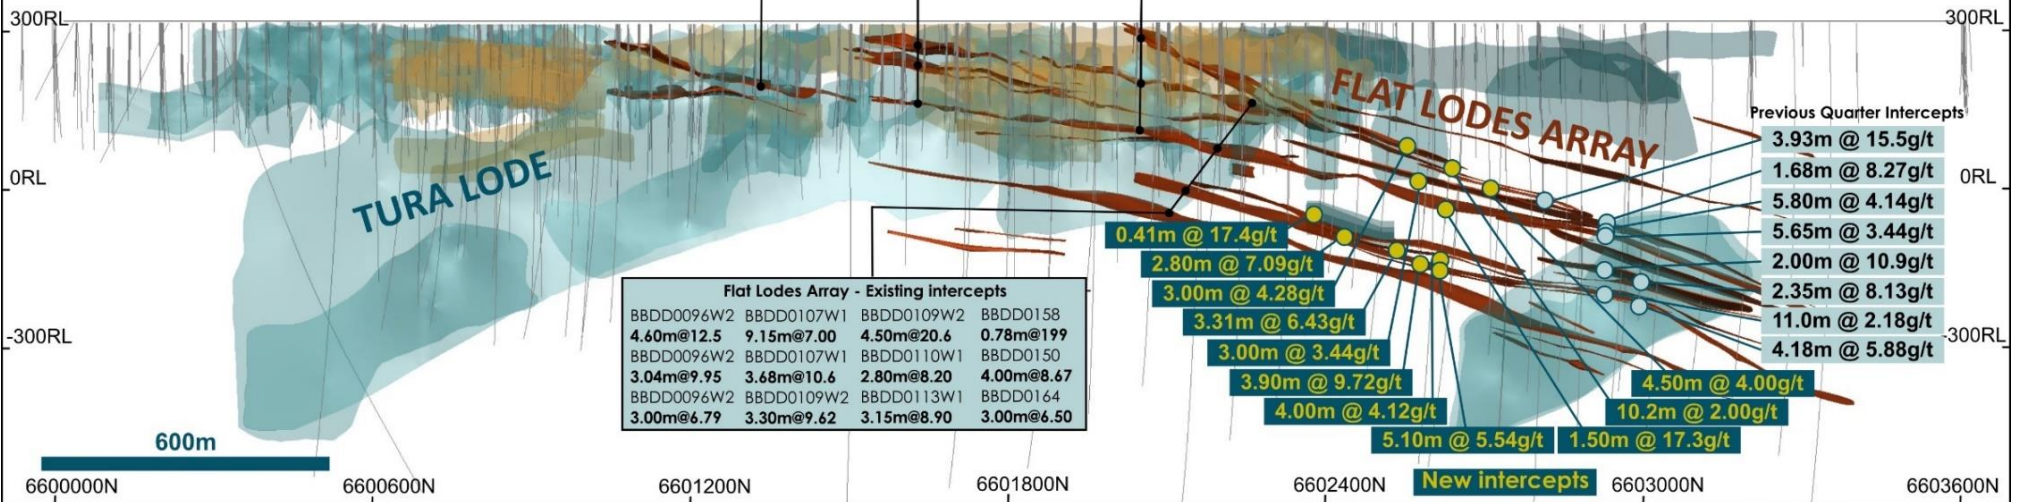 300RL
300RL
FLAT LODES ARRAY
Previous Quarter Intercepts
3.93m @ 15.5g/t
1.68m @ 8.27g/t
5.80m @ 4.14g/t
5.65m @ 3.44g/t
2.00m @ 10.9g/t
2.35m @ 8.13g/t
11.0m @ 2.18g/t
4.18m @ 5.88g/t
0RL
0RL
TURA LODE
0.41m @ 17.4g/t
2.80m @ 7.09g/t
3.00m @ 4.28g/t
3.31m @ 6.43g/t
3.00m @ 3.44g/t
3.90m @ 9.72g/t
4.00m @ 4.12g/t
5.10m @ 5.54g/t
1.50m @ 17.3g/t
10.2m @ 2.00g/t
4.50m @ 4.00g/t
New intercepts
Flat Lodes Array - Existing intercepts
BBDD0096W2 BBDD0107W1 BBDD0109W2 BBDD0158
4.60m@12.5 9.15m@7.00 4.50m@20.6 0.78m@199
BBDD0096W2 BBDD0107W1 BBDD0110W1 BBDD0150
3.04m@9.95 3.68m@10.6 2.80m@8.20 4.00m@8.67
BBDD0096W2 BBDD0109W2 BBDD0113W1 BBDD0164
3.00m@6.79 3.30m@9.62 3.15m@8.90 3.00m@6.50
-300RL
-300RL
600m
6600000N 6600600N 6601200N 6601800N 6602400N 6603000N 6603600N